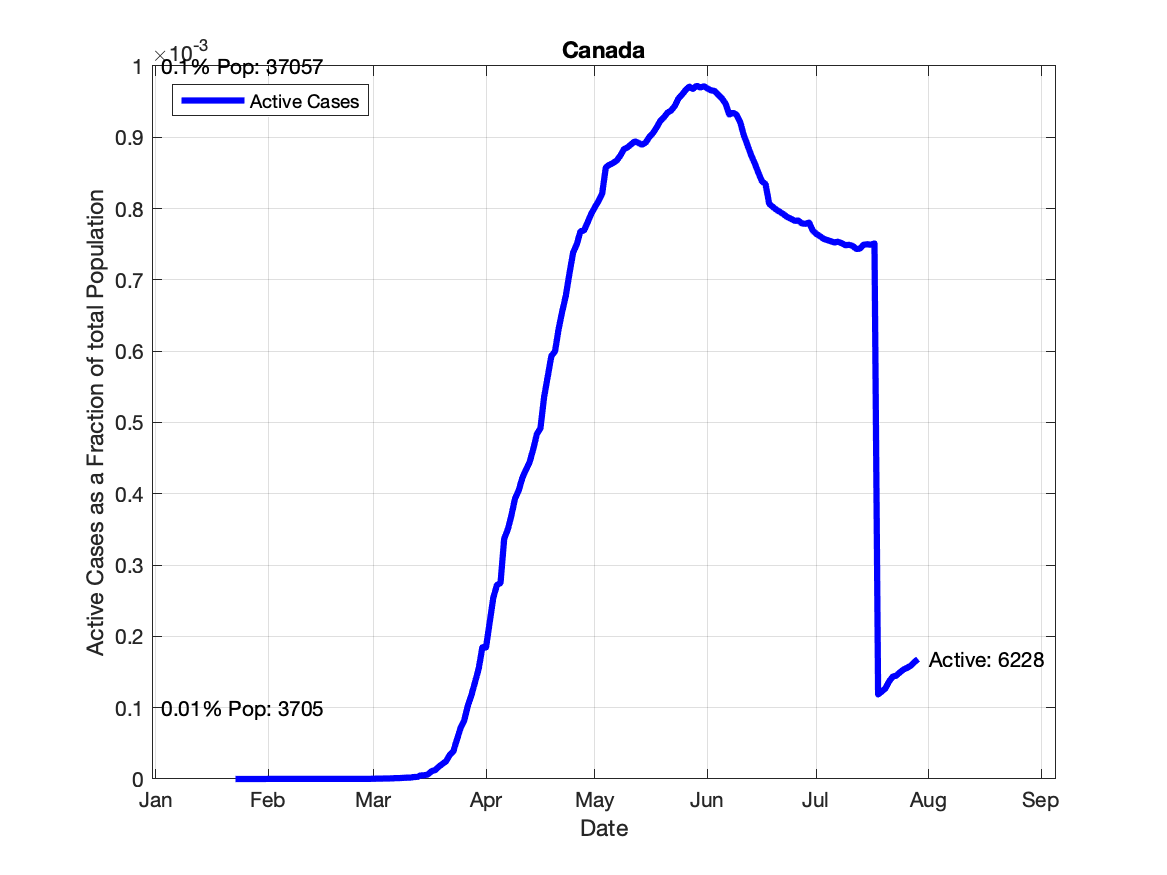 Canada
×10-3
0.1% Pop: 37057
Active Cases
1
0.9
0.8
0.7
0.6
0.5
0.4
0.3
0.2
0.1
0
Active Cases as a Fraction of total Population
Active: 6228
0.01% Pop: 3705
Jan Feb Mar Apr May Jun Jul Aug Sep
Date